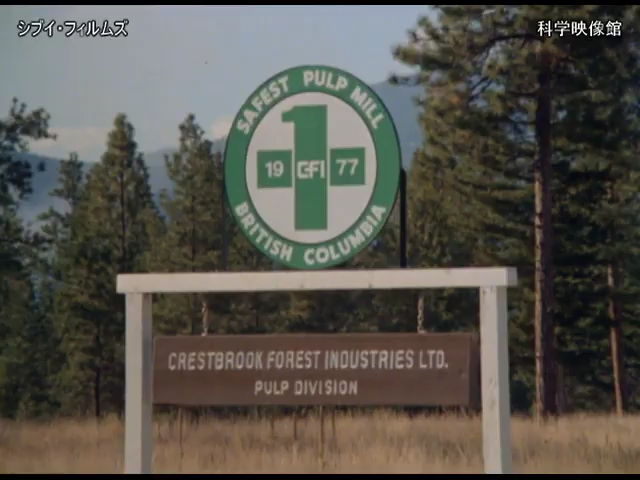 シブイ・フィルムズ
科学映像館
SAFEST PULP MILL
1
19 CFI 77
BRITISH COLUMBIA
CRESTBROOK FOREST INDUSTRIES LTD.
PULP DIVISION